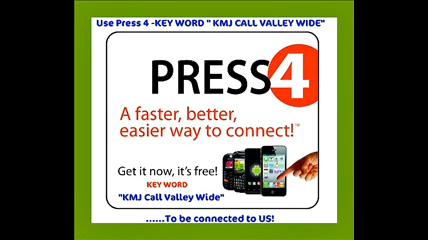 Use Press 4 -KEY WORD " KMJ CALL VALLEY WIDE"
PRESS4
A faster, better,
easier way to connect!™
Get it now, it's free!
KEY WORD
"KMJ Call Valley Wide"
......To be connected to US!